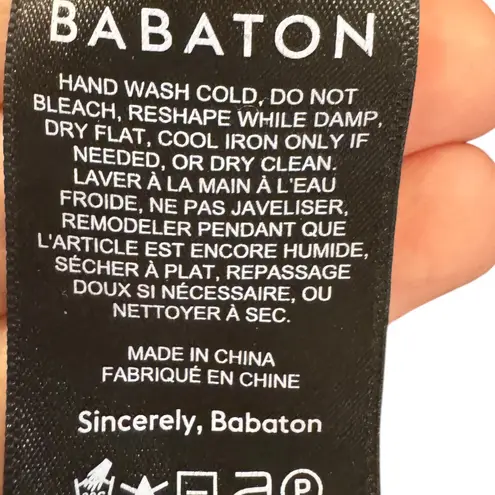 BABATON
HAND WASH COLD, DO NOT
BLEACH, RESHAPE WHILE DAMP,
DRY FLAT, COOL IRON ONLY IF
NEEDED, OR DRY CLEAN.
LAVER À LA MAIN À L'EAU
FROIDE, NE PAS JAVELISER,
REMODELER PENDANT QUE
L'ARTICLE EST ENCORE HUMIDE,
SÉCHER À PLAT, REPASSAGE
DOUX SI NÉCESSAIRE, OU
NETTOYER À SEC.
MADE IN CHINA
FABRIQUÉ EN CHINE
Sincerely, Babaton
P